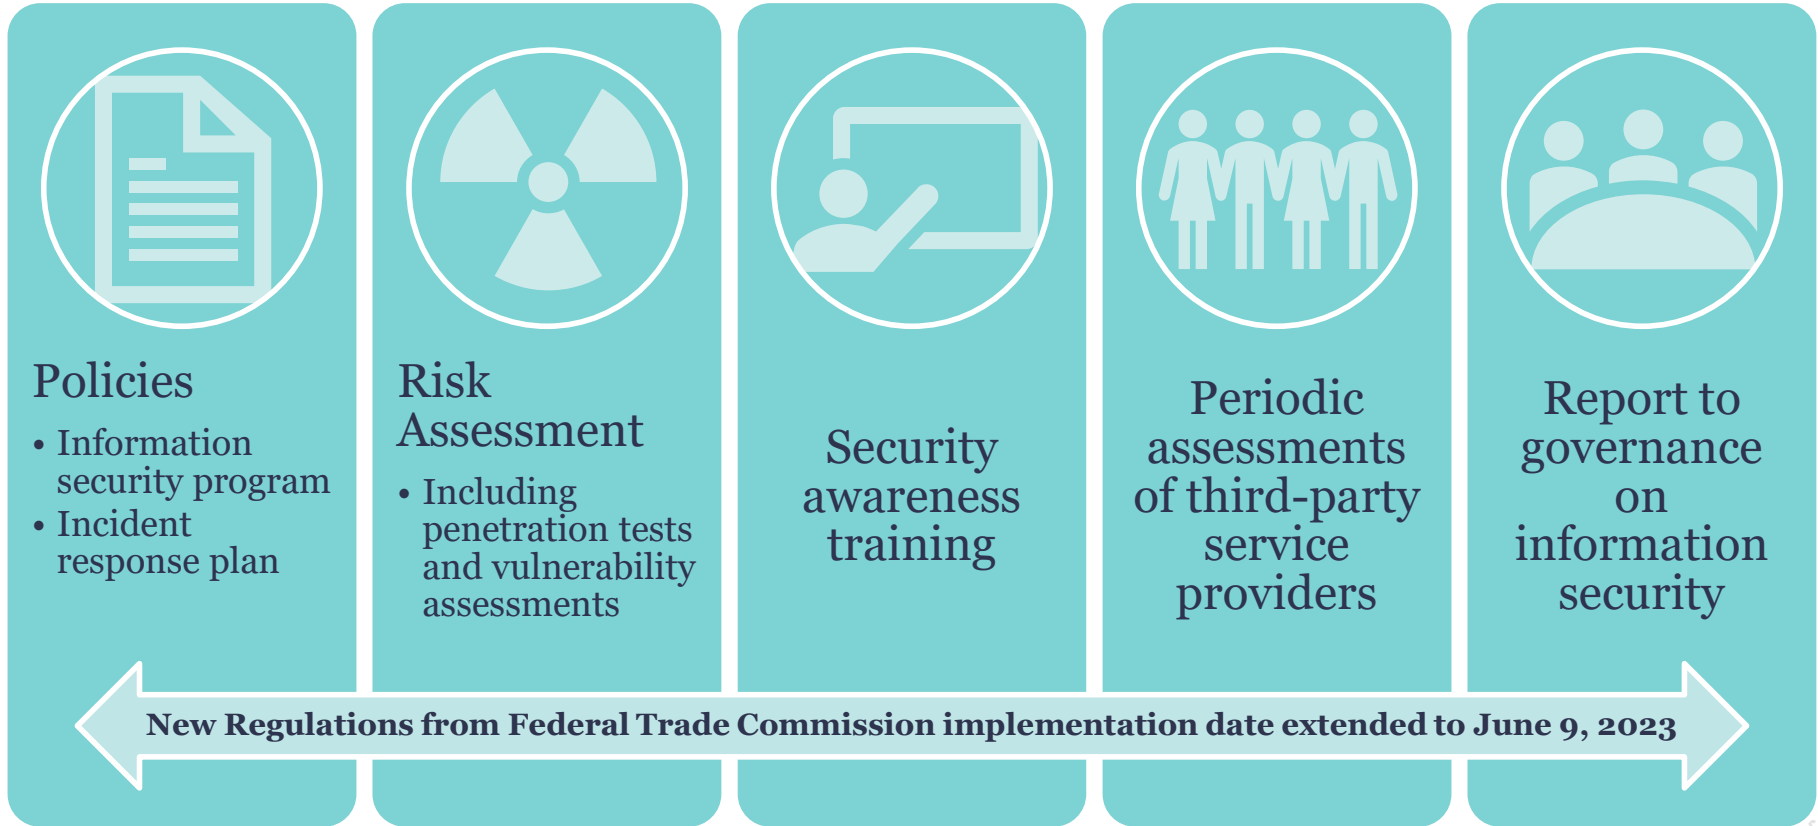 Policies
• Information
security program
• Incident
response plan
Risk
Assessment
• Including
penetration tests
and vulnerability
assessments
Security
awareness
training
Periodic
assessments
of third-party
service
providers
Report to
governance
on
information
security
New Regulations from Federal Trade Commission implementation date extended to June 9, 2023